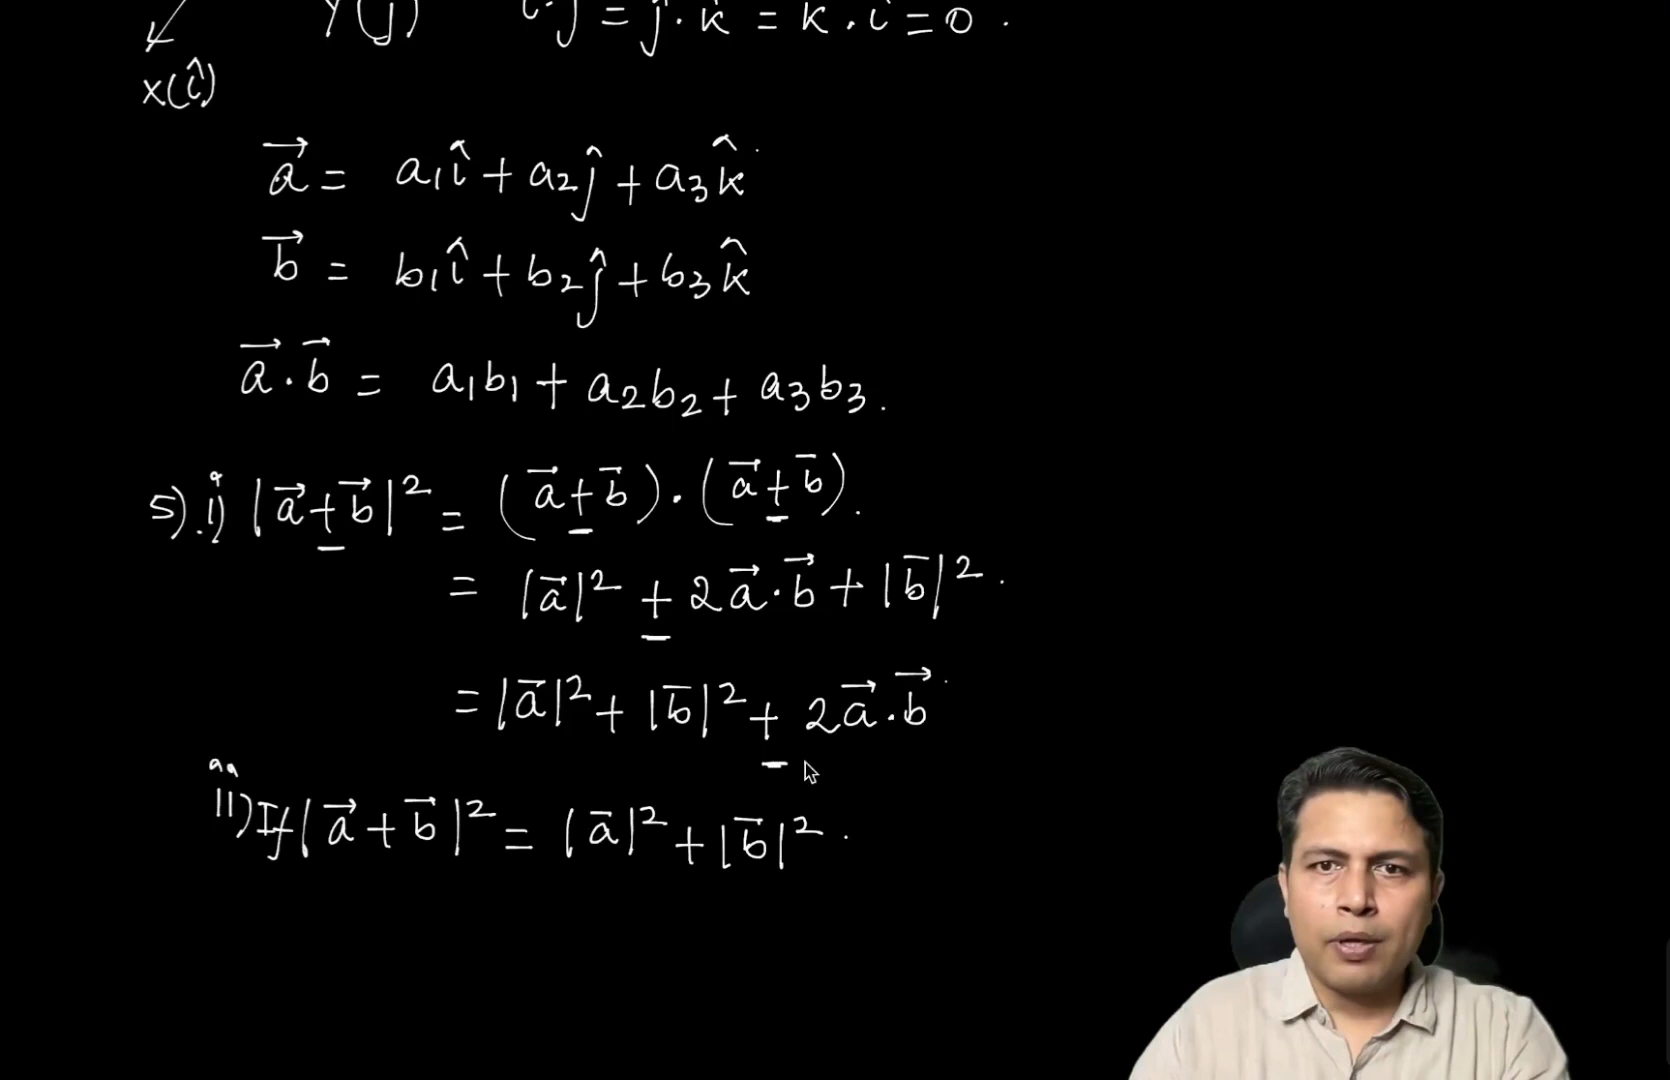 Y(j) i·j = j·k = k·i = 0.
x(î)
a⃗ = a₁î + a₂ĵ + a₃k̂
b⃗ = b₁î + b₂ĵ + b₃k̂
a⃗·b⃗ = a₁b₁ + a₂b₂ + a₃b₃.
5).i) |a⃗ ± b⃗|² = (a⃗ ± b⃗)·(a⃗ ± b⃗).
= |a⃗|² ± 2a⃗·b⃗ + |b⃗|².
= |a⃗|² + |b⃗|² ± 2a⃗·b⃗
ii) If |a⃗ + b⃗|² = |a⃗|² + |b⃗|².